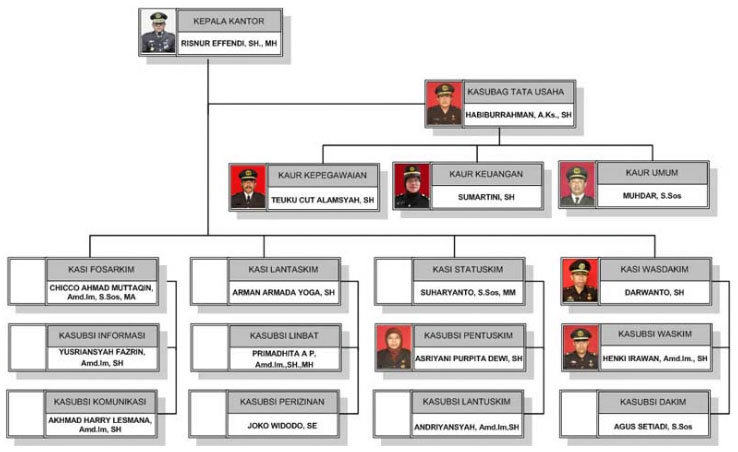 KEPALA KANTOR
RISNUR EFFENDI, SH., MH
KASUBAG TATA USAHA
HABIBURRAHMAN, A.Ks., SH
KAUR KEPEGAWAIAN
TEUKU CUT ALAMSYAH, SH
KAUR KEUANGAN
SUMARTINI, SH
KAUR UMUM
MUHDAR, S.Sos
KASI FOSARKIM
CHICCO AHMAD MUTTAQIN,
Amd.Im, S.Sos, MA
KASI LANTASKIM
ARMAN ARMADA YOGA, SH
KASI STATUSKIM
SUHARYANTO, S.Sos, MM
KASI WASDAKIM
DARWANTO, SH
KASUBSI INFORMASI
YUSRIANSYAH FAZRIN,
Amd.Im, SH
KASUBSI LINBAT
PRIMADHITA A P,
Amd.Im.,SH.,MH
KASUBSI PENTUSKIM
ASRIYANI PURPITA DEWI, SH
KASUBSI WASKIM
HENKI IRAWAN, Amd.Im., SH
KASUBSI KOMUNIKASI
AKHMAD HARRY LESMANA,
Amd.Im, SH
KASUBSI PERIZINAN
JOKO WIDODO, SE
KASUBSI LANTUSKIM
ANDRIYANSYAH, Amd.Im,SH
KASUBSI DAKIM
AGUS SETIADI, S.Sos